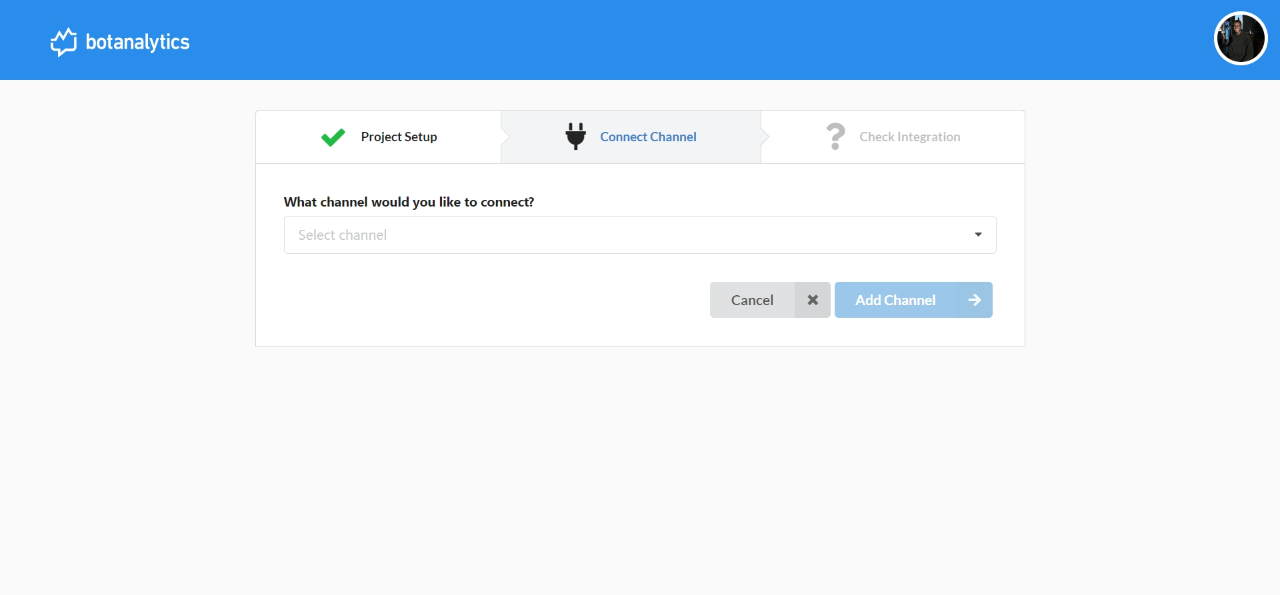 botanalytics
Project Setup
Connect Channel
Check Integration
What channel would you like to connect?
Select channel
Cancel
Add Channel